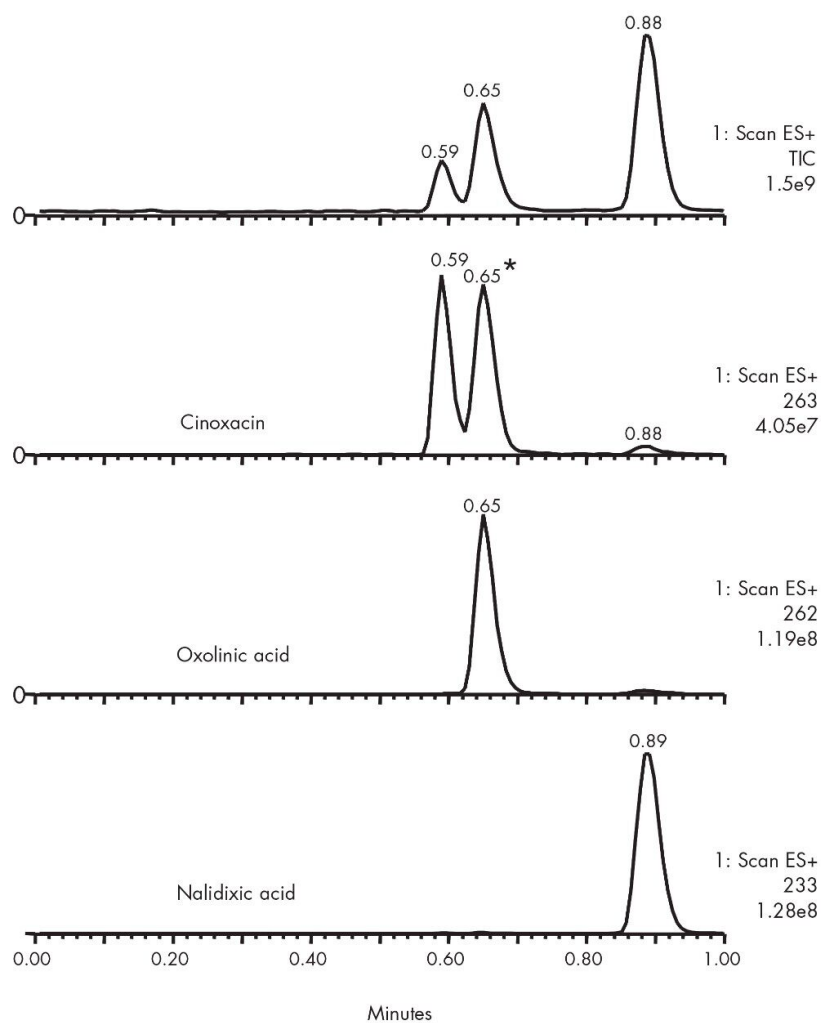 0.88
0.65
0.59
1: Scan ES+
TIC
1.5e9
0
0.59
0.65 *
1: Scan ES+
263
4.05e7
Cinoxacin
0.88
0
0.65
1: Scan ES+
262
1.19e8
Oxolinic acid
0
0.89
1: Scan ES+
233
1.28e8
Nalidixic acid
0.00 0.20 0.40 0.60 0.80 1.00
Minutes